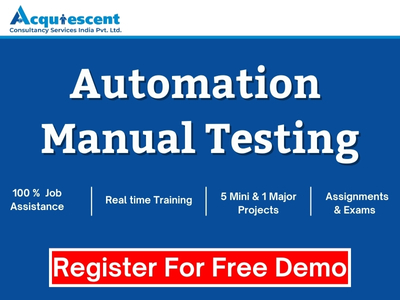 Acquiescent
Consultancy Services India Pvt. Ltd.
Automation
Manual Testing
100 % Job
Assistance
Real time Training
5 Mini & 1 Major
Projects
Assignments
& Exams
Register For Free Demo